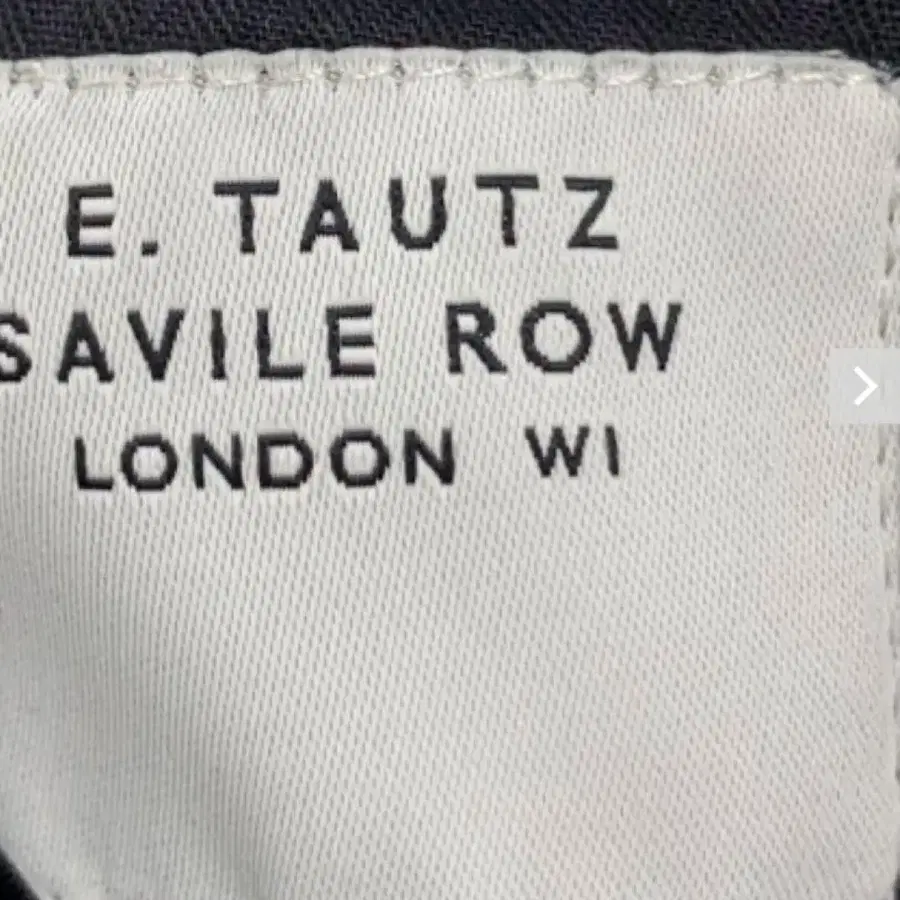 E. TAUTZ
SAVILE ROW
LONDON W1